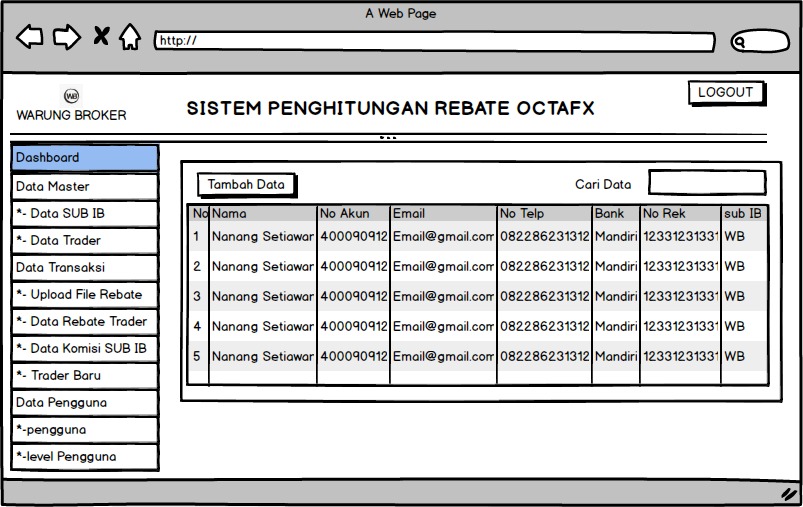 A Web Page
http://
WB
WARUNG BROKER
SISTEM PENGHITUNGAN REBATE OCTAFX
LOGOUT
Dashboard
Data Master
*- Data SUB IB
*- Data Trader
Data Transaksi
*- Upload File Rebate
*- Data Rebate Trader
*- Data Komisi SUB IB
*- Trader Baru
Data Pengguna
*-pengguna
*-level Pengguna
Tambah Data
Cari Data
No Nama No Akun Email No Telp Bank No Rek sub IB
1 Nanang Setiawan 400090912 Email@gmail.com 082286231312 Mandiri 12331231331 WB
2 Nanang Setiawan 400090912 Email@gmail.com 082286231312 Mandiri 12331231331 WB
3 Nanang Setiawan 400090912 Email@gmail.com 082286231312 Mandiri 12331231331 WB
4 Nanang Setiawan 400090912 Email@gmail.com 082286231312 Mandiri 12331231331 WB
5 Nanang Setiawan 400090912 Email@gmail.com 082286231312 Mandiri 12331231331 WB